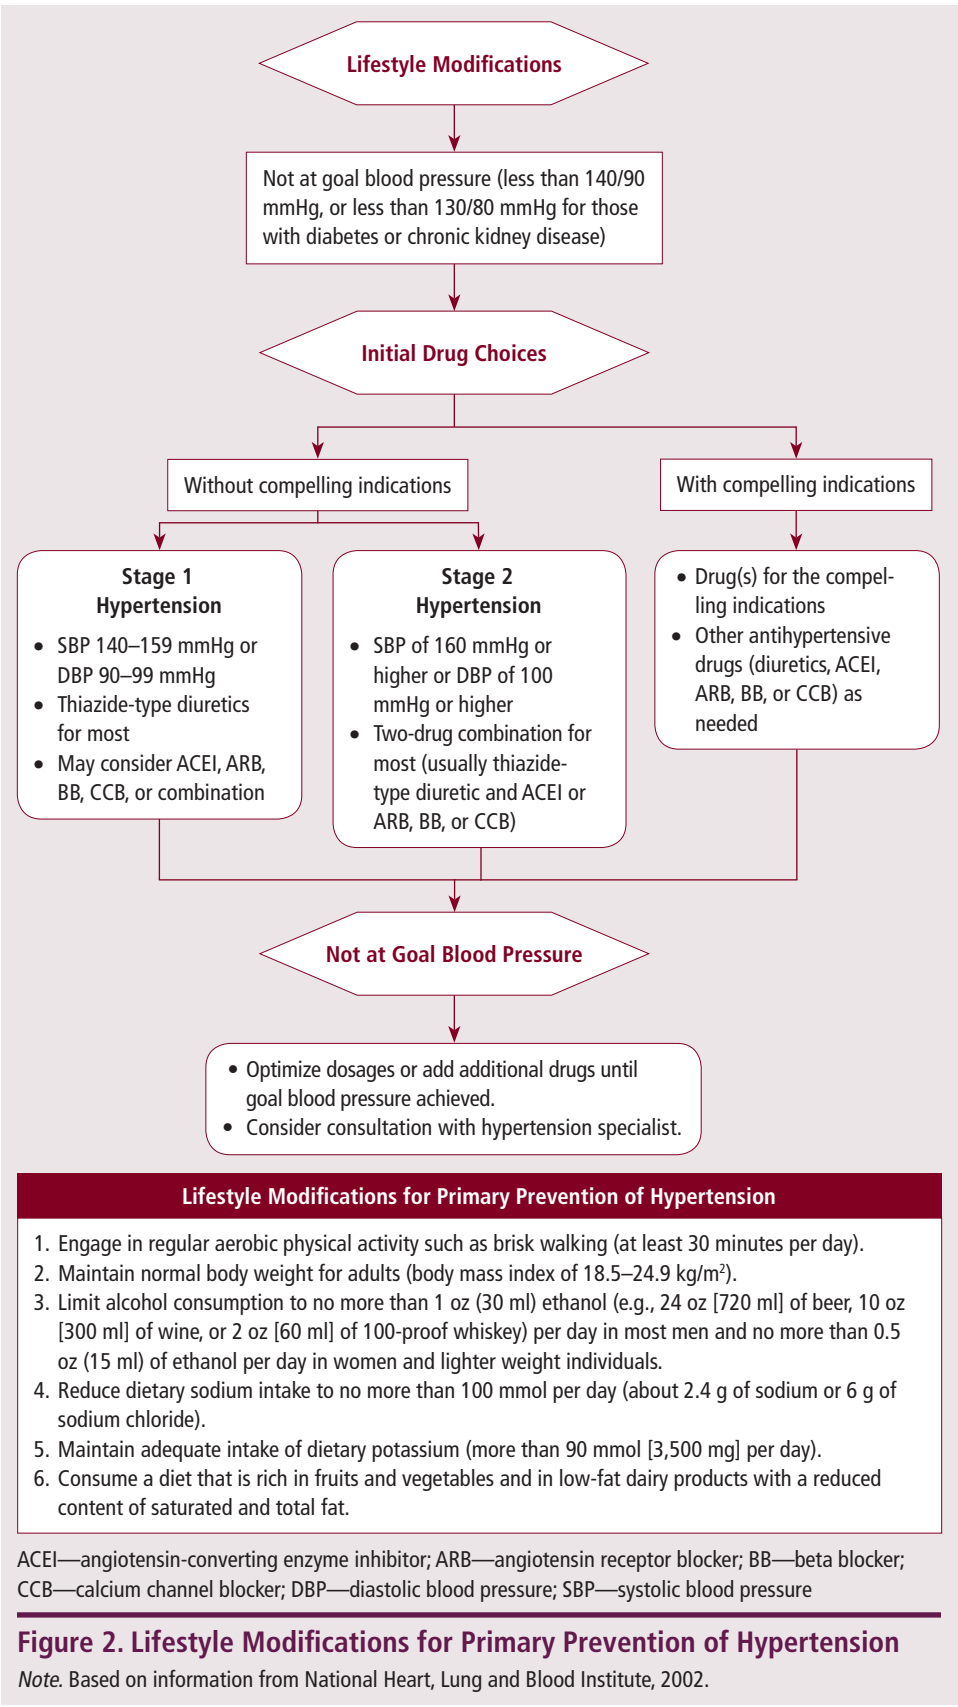 Lifestyle Modifications
Not at goal blood pressure (less than 140/90
mmHg, or less than 130/80 mmHg for those
with diabetes or chronic kidney disease)
Initial Drug Choices
Without compelling indications
With compelling indications
Stage 1
Hypertension
• SBP 140–159 mmHg or
DBP 90–99 mmHg
• Thiazide-type diuretics
for most
• May consider ACEI, ARB,
BB, CCB, or combination
Stage 2
Hypertension
• SBP of 160 mmHg or
higher or DBP of 100
mmHg or higher
• Two-drug combination for
most (usually thiazide-
type diuretic and ACEI or
ARB, BB, or CCB)
• Drug(s) for the compel-
ling indications
• Other antihypertensive
drugs (diuretics, ACEI,
ARB, BB, or CCB) as
needed
Not at Goal Blood Pressure
• Optimize dosages or add additional drugs until
goal blood pressure achieved.
• Consider consultation with hypertension specialist.
Lifestyle Modifications for Primary Prevention of Hypertension
1. Engage in regular aerobic physical activity such as brisk walking (at least 30 minutes per day).
2. Maintain normal body weight for adults (body mass index of 18.5–24.9 kg/m²).
3. Limit alcohol consumption to no more than 1 oz (30 ml) ethanol (e.g., 24 oz [720 ml] of beer, 10 oz
[300 ml] of wine, or 2 oz [60 ml] of 100-proof whiskey) per day in most men and no more than 0.5
oz (15 ml) of ethanol per day in women and lighter weight individuals.
4. Reduce dietary sodium intake to no more than 100 mmol per day (about 2.4 g of sodium or 6 g of
sodium chloride).
5. Maintain adequate intake of dietary potassium (more than 90 mmol [3,500 mg] per day).
6. Consume a diet that is rich in fruits and vegetables and in low-fat dairy products with a reduced
content of saturated and total fat.
ACEI—angiotensin-converting enzyme inhibitor; ARB—angiotensin receptor blocker; BB—beta blocker;
CCB—calcium channel blocker; DBP—diastolic blood pressure; SBP—systolic blood pressure
Figure 2. Lifestyle Modifications for Primary Prevention of Hypertension
Note. Based on information from National Heart, Lung and Blood Institute, 2002.